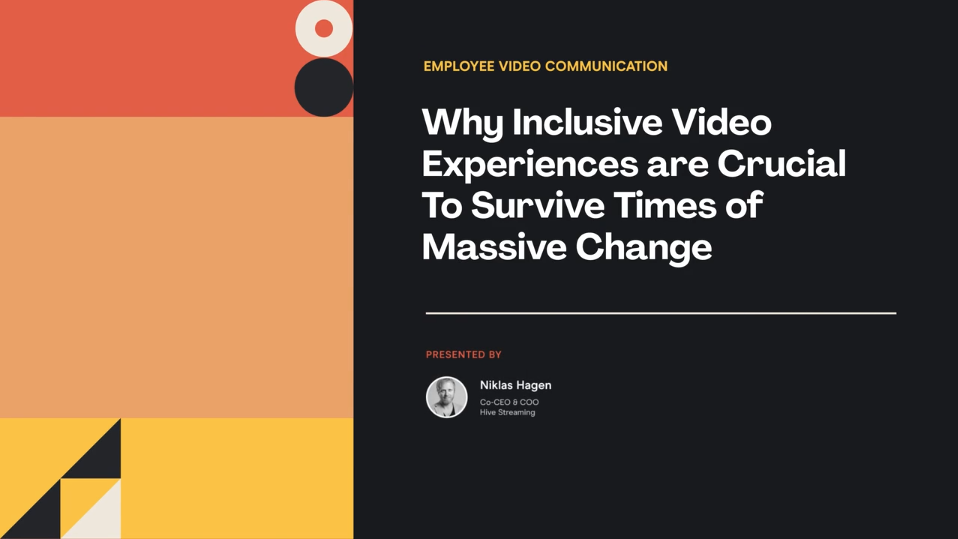 EMPLOYEE VIDEO COMMUNICATION
Why Inclusive Video
Experiences are Crucial
To Survive Times of
Massive Change
PRESENTED BY
Niklas Hagen
Co-CEO & COO
Hive Streaming